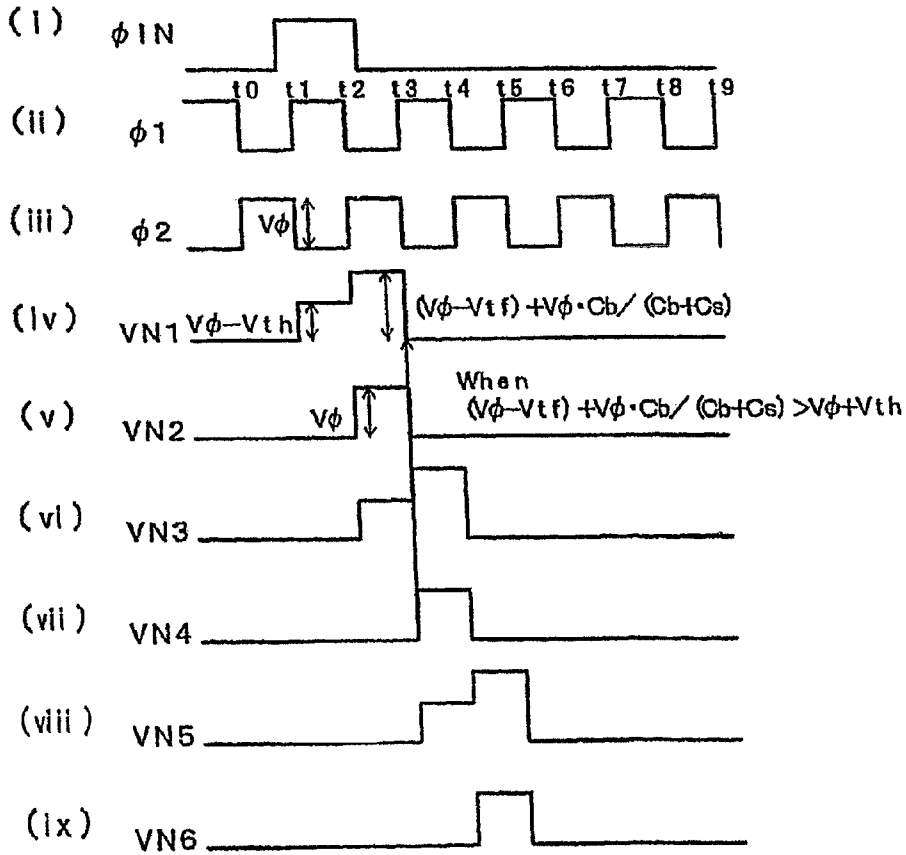 (i) φIN
t0 t1 t2 t3 t4 t5 t6 t7 t8 t9
(ii) φ1
(iii) φ2 Vφ
(iv) VN1 Vφ-Vth (Vφ-Vtf)+Vφ·Cb/(Cb+Cs)
When
(v) VN2 Vφ (Vφ-Vtf)+Vφ·Cb/(Cb+Cs)>Vφ+Vth
(vi) VN3
(vii) VN4
(viii) VN5
(ix) VN6